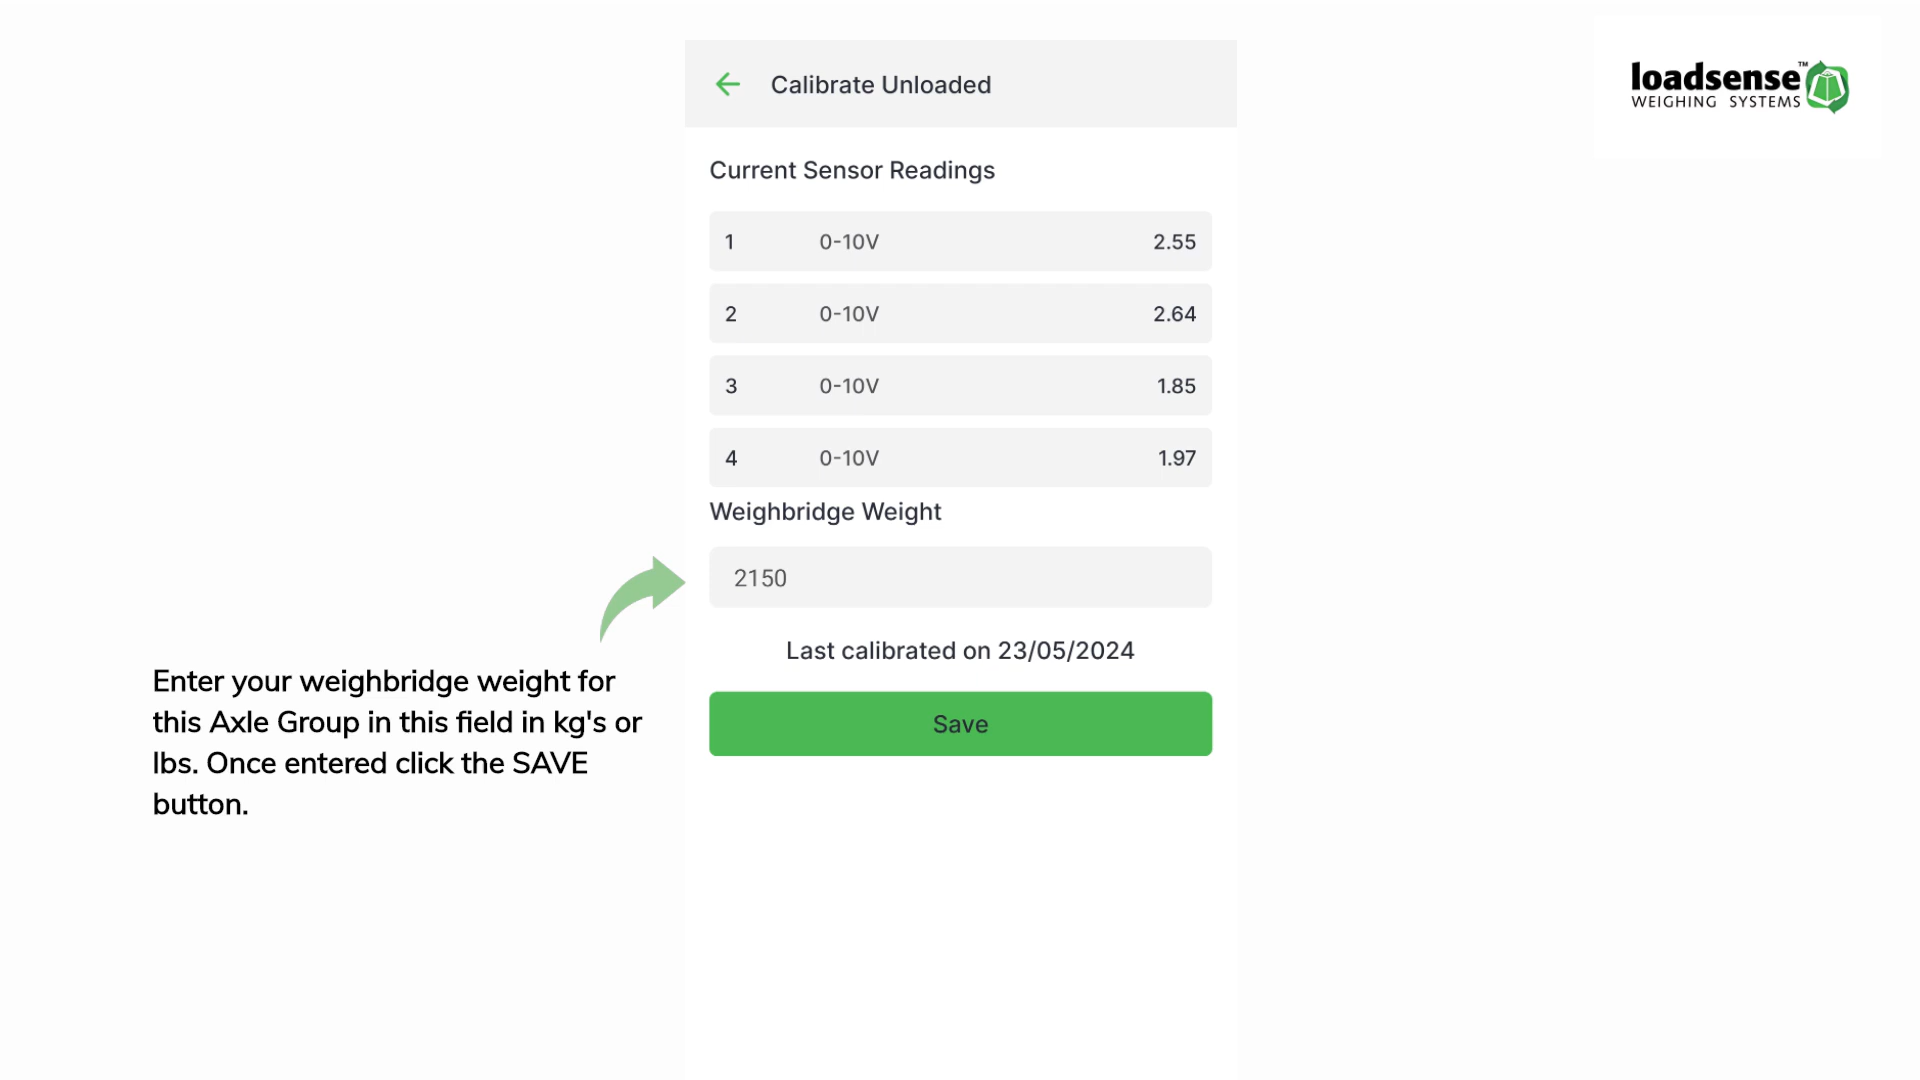 Calibrate Unloaded
loadsense™
WEIGHING SYSTEMS
Current Sensor Readings
1 0-10V 2.55
2 0-10V 2.64
3 0-10V 1.85
4 0-10V 1.97
Weighbridge Weight
2150
Last calibrated on 23/05/2024
Save
Enter your weighbridge weight for
this Axle Group in this field in kg's or
lbs. Once entered click the SAVE
button.